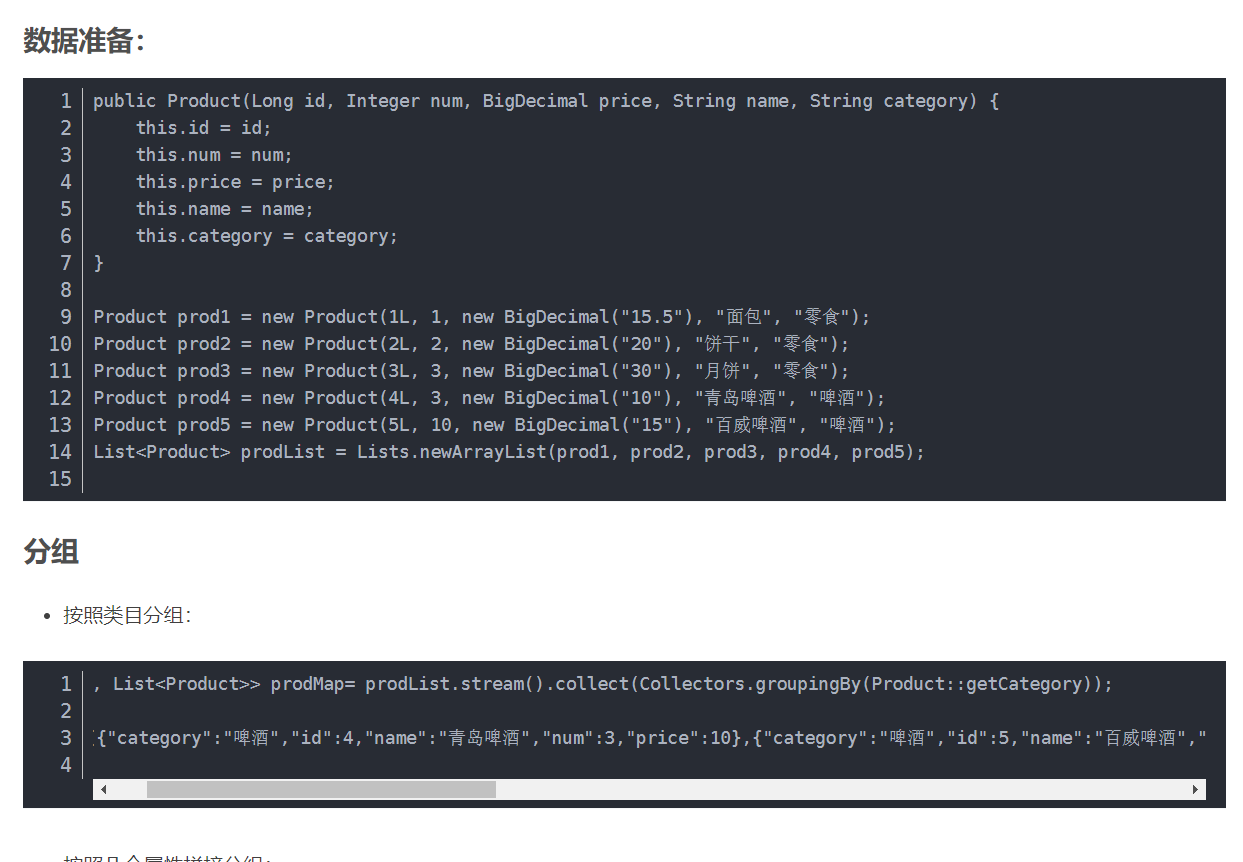 数据准备：
1 public Product(Long id, Integer num, BigDecimal price, String name, String category) {
2     this.id = id;
3     this.num = num;
4     this.price = price;
5     this.name = name;
6     this.category = category;
7 }
8
9 Product prod1 = new Product(1L, 1, new BigDecimal("15.5"), "面包", "零食");
10 Product prod2 = new Product(2L, 2, new BigDecimal("20"), "饼干", "零食");
11 Product prod3 = new Product(3L, 3, new BigDecimal("30"), "月饼", "零食");
12 Product prod4 = new Product(4L, 3, new BigDecimal("10"), "青岛啤酒", "啤酒");
13 Product prod5 = new Product(5L, 10, new BigDecimal("15"), "百威啤酒", "啤酒");
14 List<Product> prodList = Lists.newArrayList(prod1, prod2, prod3, prod4, prod5);
15
分组
• 按照类目分组：
1 , List<Product>> prodMap= prodList.stream().collect(Collectors.groupingBy(Product::getCategory));
2
3 {"category":"啤酒","id":4,"name":"青岛啤酒","num":3,"price":10},{"category":"啤酒","id":5,"name":"百威啤酒","
4